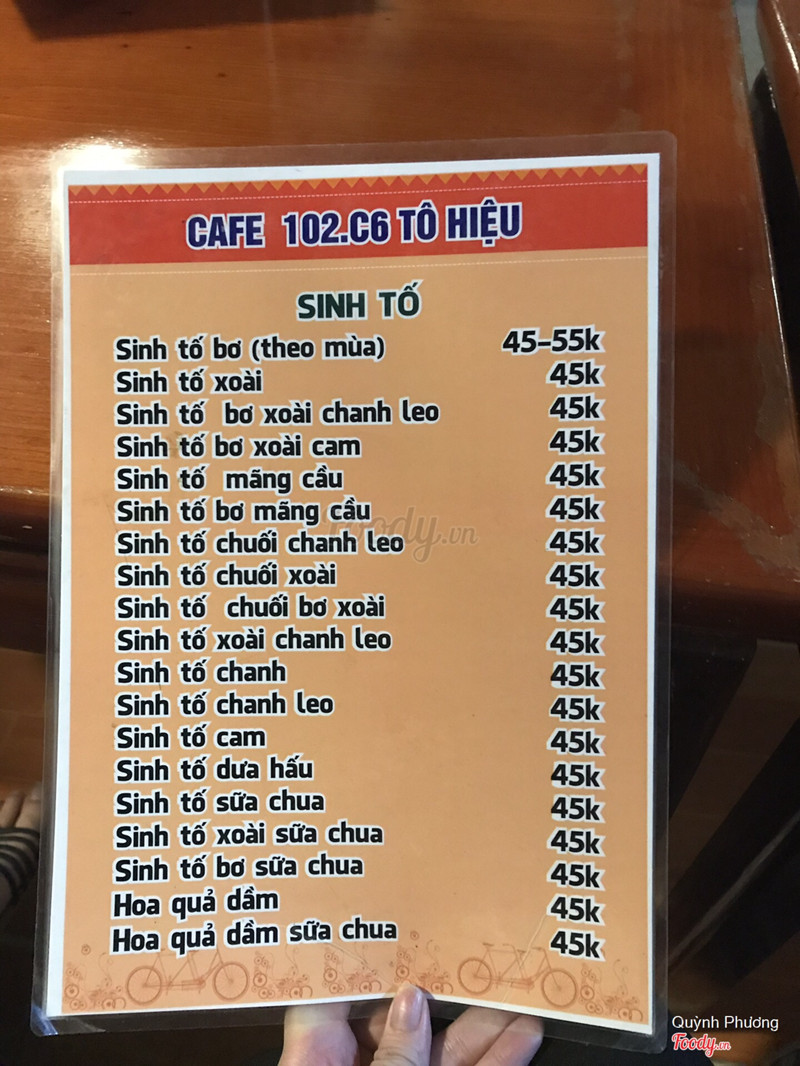 CAFE 102.C6 TÔ HIỆU
SINH TỐ
Sinh tố bơ (theo mùa) 45-55k
Sinh tố xoài 45k
Sinh tố bơ xoài chanh leo 45k
Sinh tố bơ xoài cam 45k
Sinh tố mãng cầu 45k
Sinh tố bơ mãng cầu 45k
Sinh tố chuối chanh leo 45k
Sinh tố chuối xoài 45k
Sinh tố chuối bơ xoài 45k
Sinh tố xoài chanh leo 45k
Sinh tố chanh 45k
Sinh tố chanh leo 45k
Sinh tố cam 45k
Sinh tố dưa hấu 45k
Sinh tố sữa chua 45k
Sinh tố xoài sữa chua 45k
Sinh tố bơ sữa chua 45k
Hoa quả dầm 45k
Hoa quả dầm sữa chua 45k
Foody.vn
Quỳnh Phương
Foody.vn